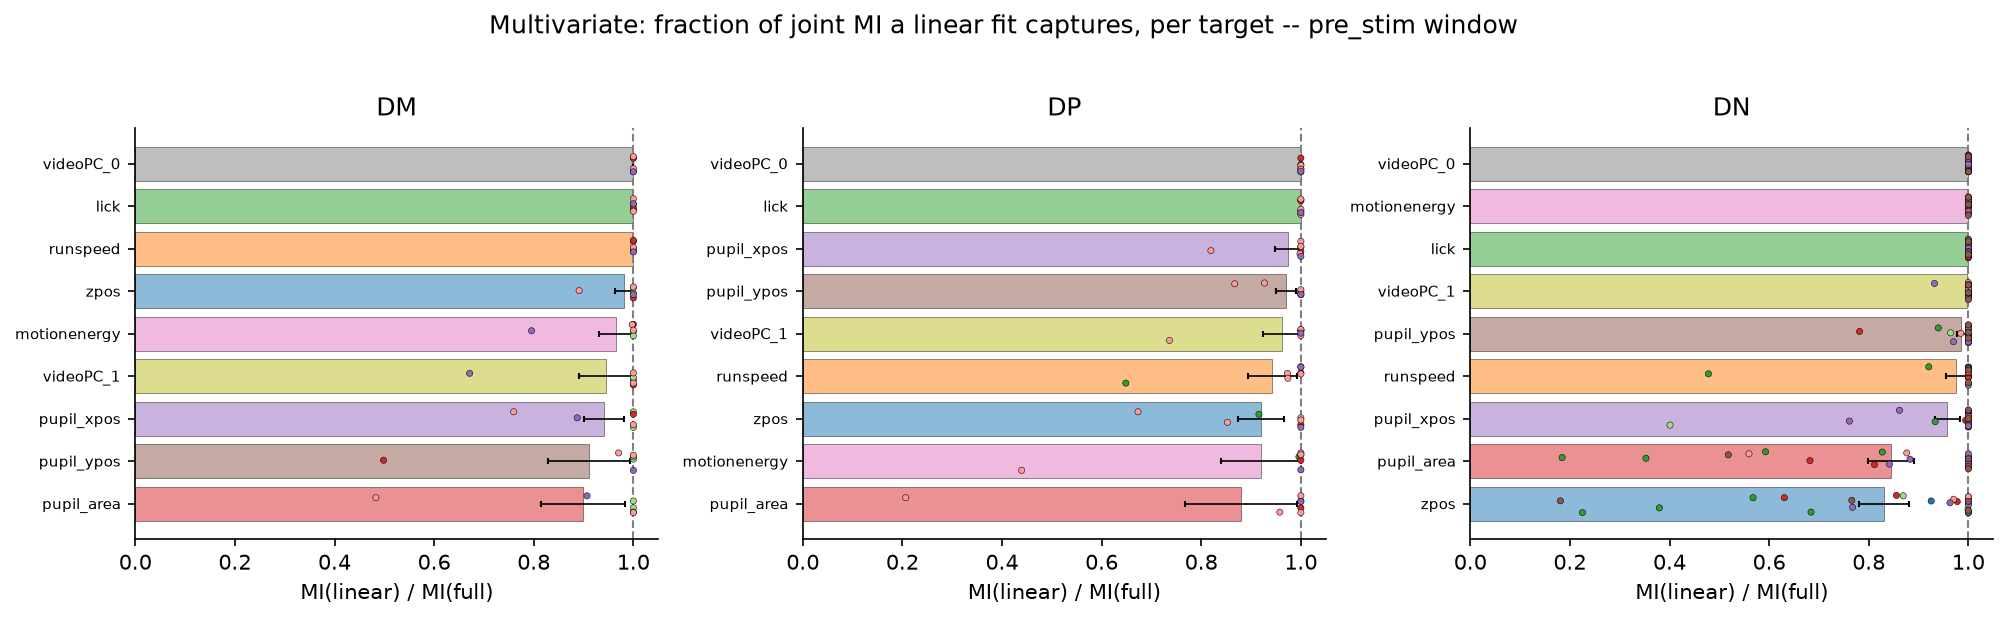 Multivariate: fraction of joint MI a linear fit captures, per target -- pre_stim window
DM
videoPC_0
lick
runspeed
zpos
motionenergy
videoPC_1
pupil_xpos
pupil_ypos
pupil_area
0.0 0.2 0.4 0.6 0.8 1.0
MI(linear) / MI(full)
DP
videoPC_0
lick
pupil_xpos
pupil_ypos
videoPC_1
runspeed
zpos
motionenergy
pupil_area
0.0 0.2 0.4 0.6 0.8 1.0
MI(linear) / MI(full)
DN
videoPC_0
motionenergy
lick
videoPC_1
pupil_ypos
runspeed
pupil_xpos
pupil_area
zpos
0.0 0.2 0.4 0.6 0.8 1.0
MI(linear) / MI(full)